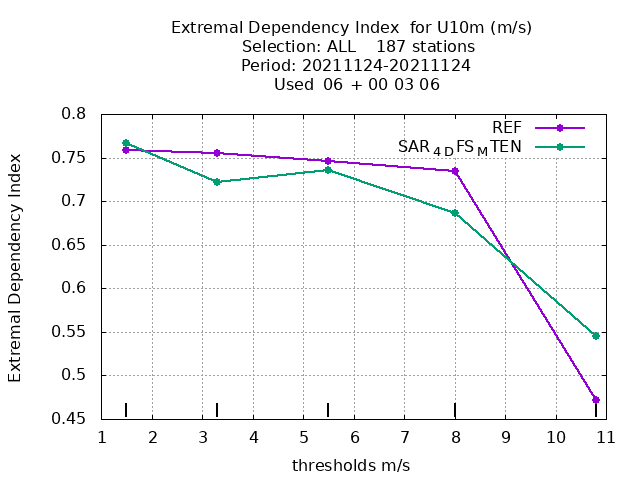 Extremal Dependency Index  for U10m (m/s)
Selection: ALL    187 stations
Period: 20211124-20211124
Used  06 + 00 03 06
Extremal Dependency Index
0.8
0.75
0.7
0.65
0.6
0.55
0.5
0.45
REF
SAR4DFSMTEN
1 2 3 4 5 6 7 8 9 10 11
thresholds m/s